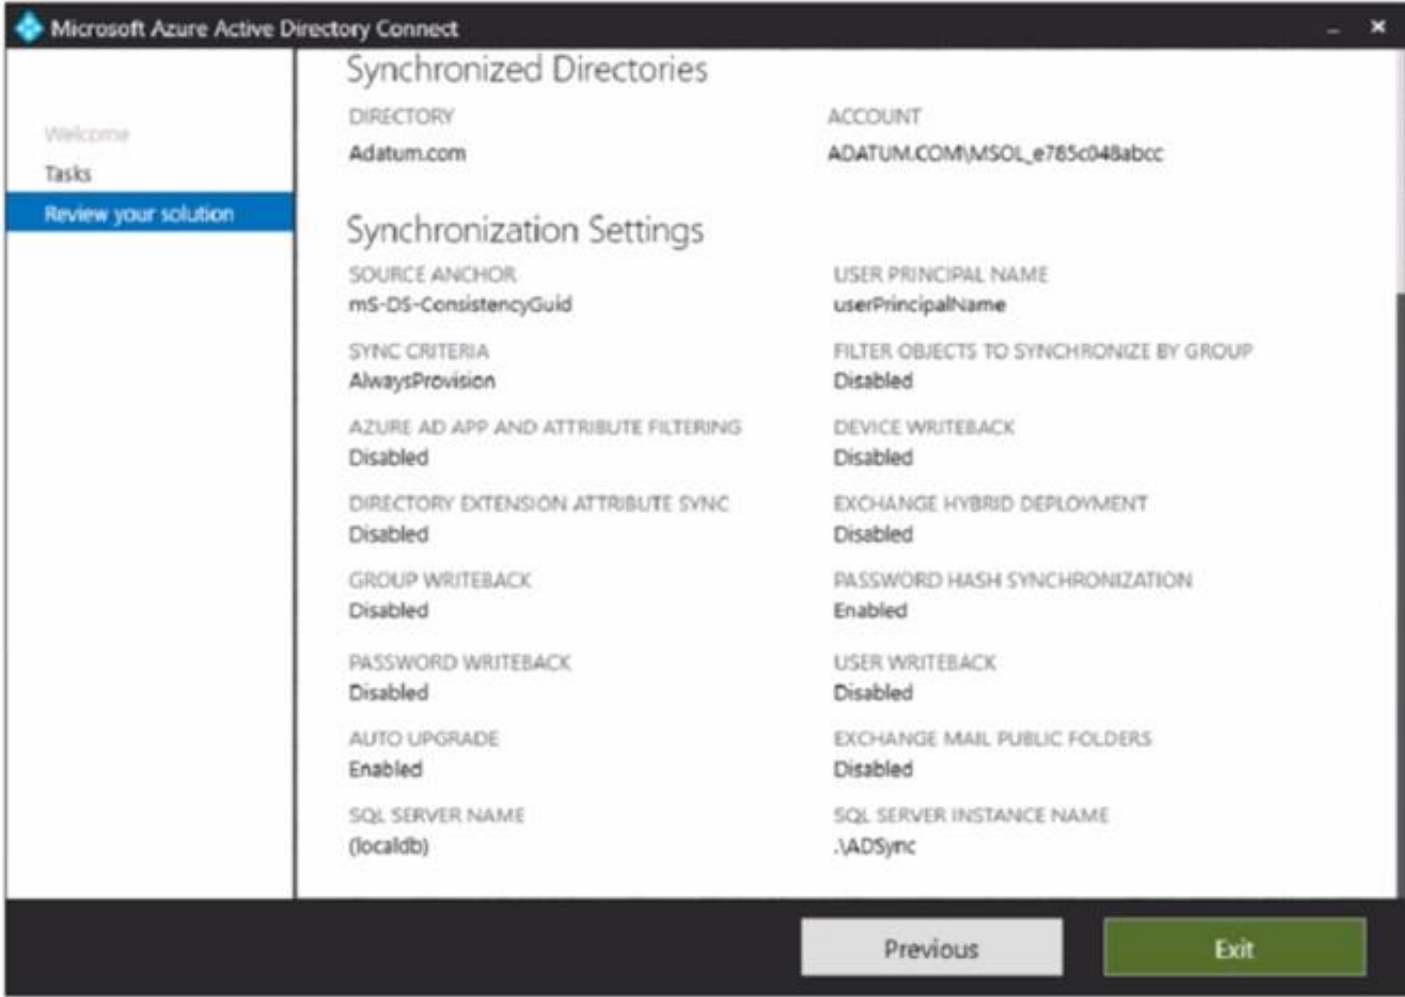 Microsoft Azure Active Directory Connect
Welcome
Tasks
Review your solution
Synchronized Directories
DIRECTORY
Adatum.com
ACCOUNT
ADATUM.COM\MSOL_e785c048abcc
Synchronization Settings
SOURCE ANCHOR
mS-DS-ConsistencyGuid
USER PRINCIPAL NAME
userPrincipalName
SYNC CRITERIA
AlwaysProvision
FILTER OBJECTS TO SYNCHRONIZE BY GROUP
Disabled
AZURE AD APP AND ATTRIBUTE FILTERING
Disabled
DEVICE WRITEBACK
Disabled
DIRECTORY EXTENSION ATTRIBUTE SYNC
Disabled
EXCHANGE HYBRID DEPLOYMENT
Disabled
GROUP WRITEBACK
Disabled
PASSWORD HASH SYNCHRONIZATION
Enabled
PASSWORD WRITEBACK
Disabled
USER WRITEBACK
Disabled
AUTO UPGRADE
Enabled
EXCHANGE MAIL PUBLIC FOLDERS
Disabled
SQL SERVER NAME
(localdb)
SQL SERVER INSTANCE NAME
.\ADSync
Previous
Exit